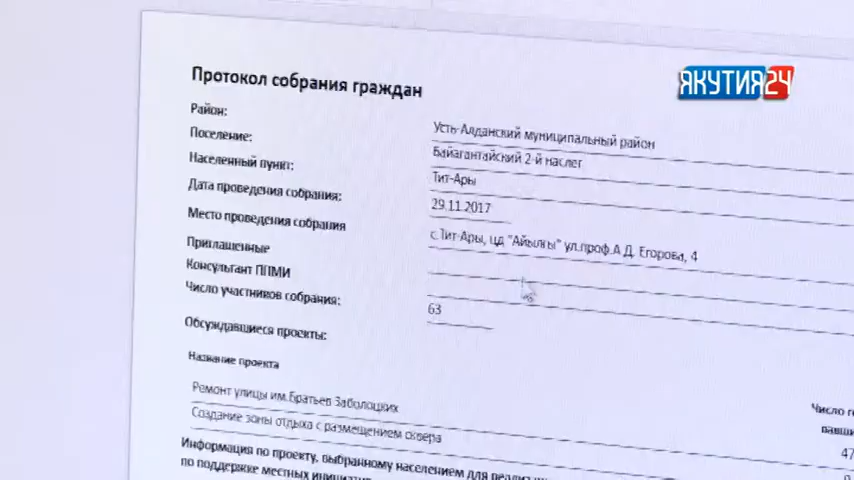 ЯКУТИЯ24
Протокол собрания граждан
Район: Усть-Алданский муниципальный район
Поселение: Байагантайский 2-й наслег
Населенный пункт: Тит-Ары
Дата проведения собрания: 29.11.2017
Место проведения собрания с.Тит-Ары, цд "Айылгы" ул.проф.А.Д. Егорова, 4
Приглашенные
Консультант ППМИ
Число участников собрания: 63
Обсуждавшиеся проекты:
Название проекта
Число
Ремонт улицы им.Братьев Заболоцких 47
Создание зоны отдыха с размещением сквера
Информация по проекту, выбранному населением для
по поддержке местных